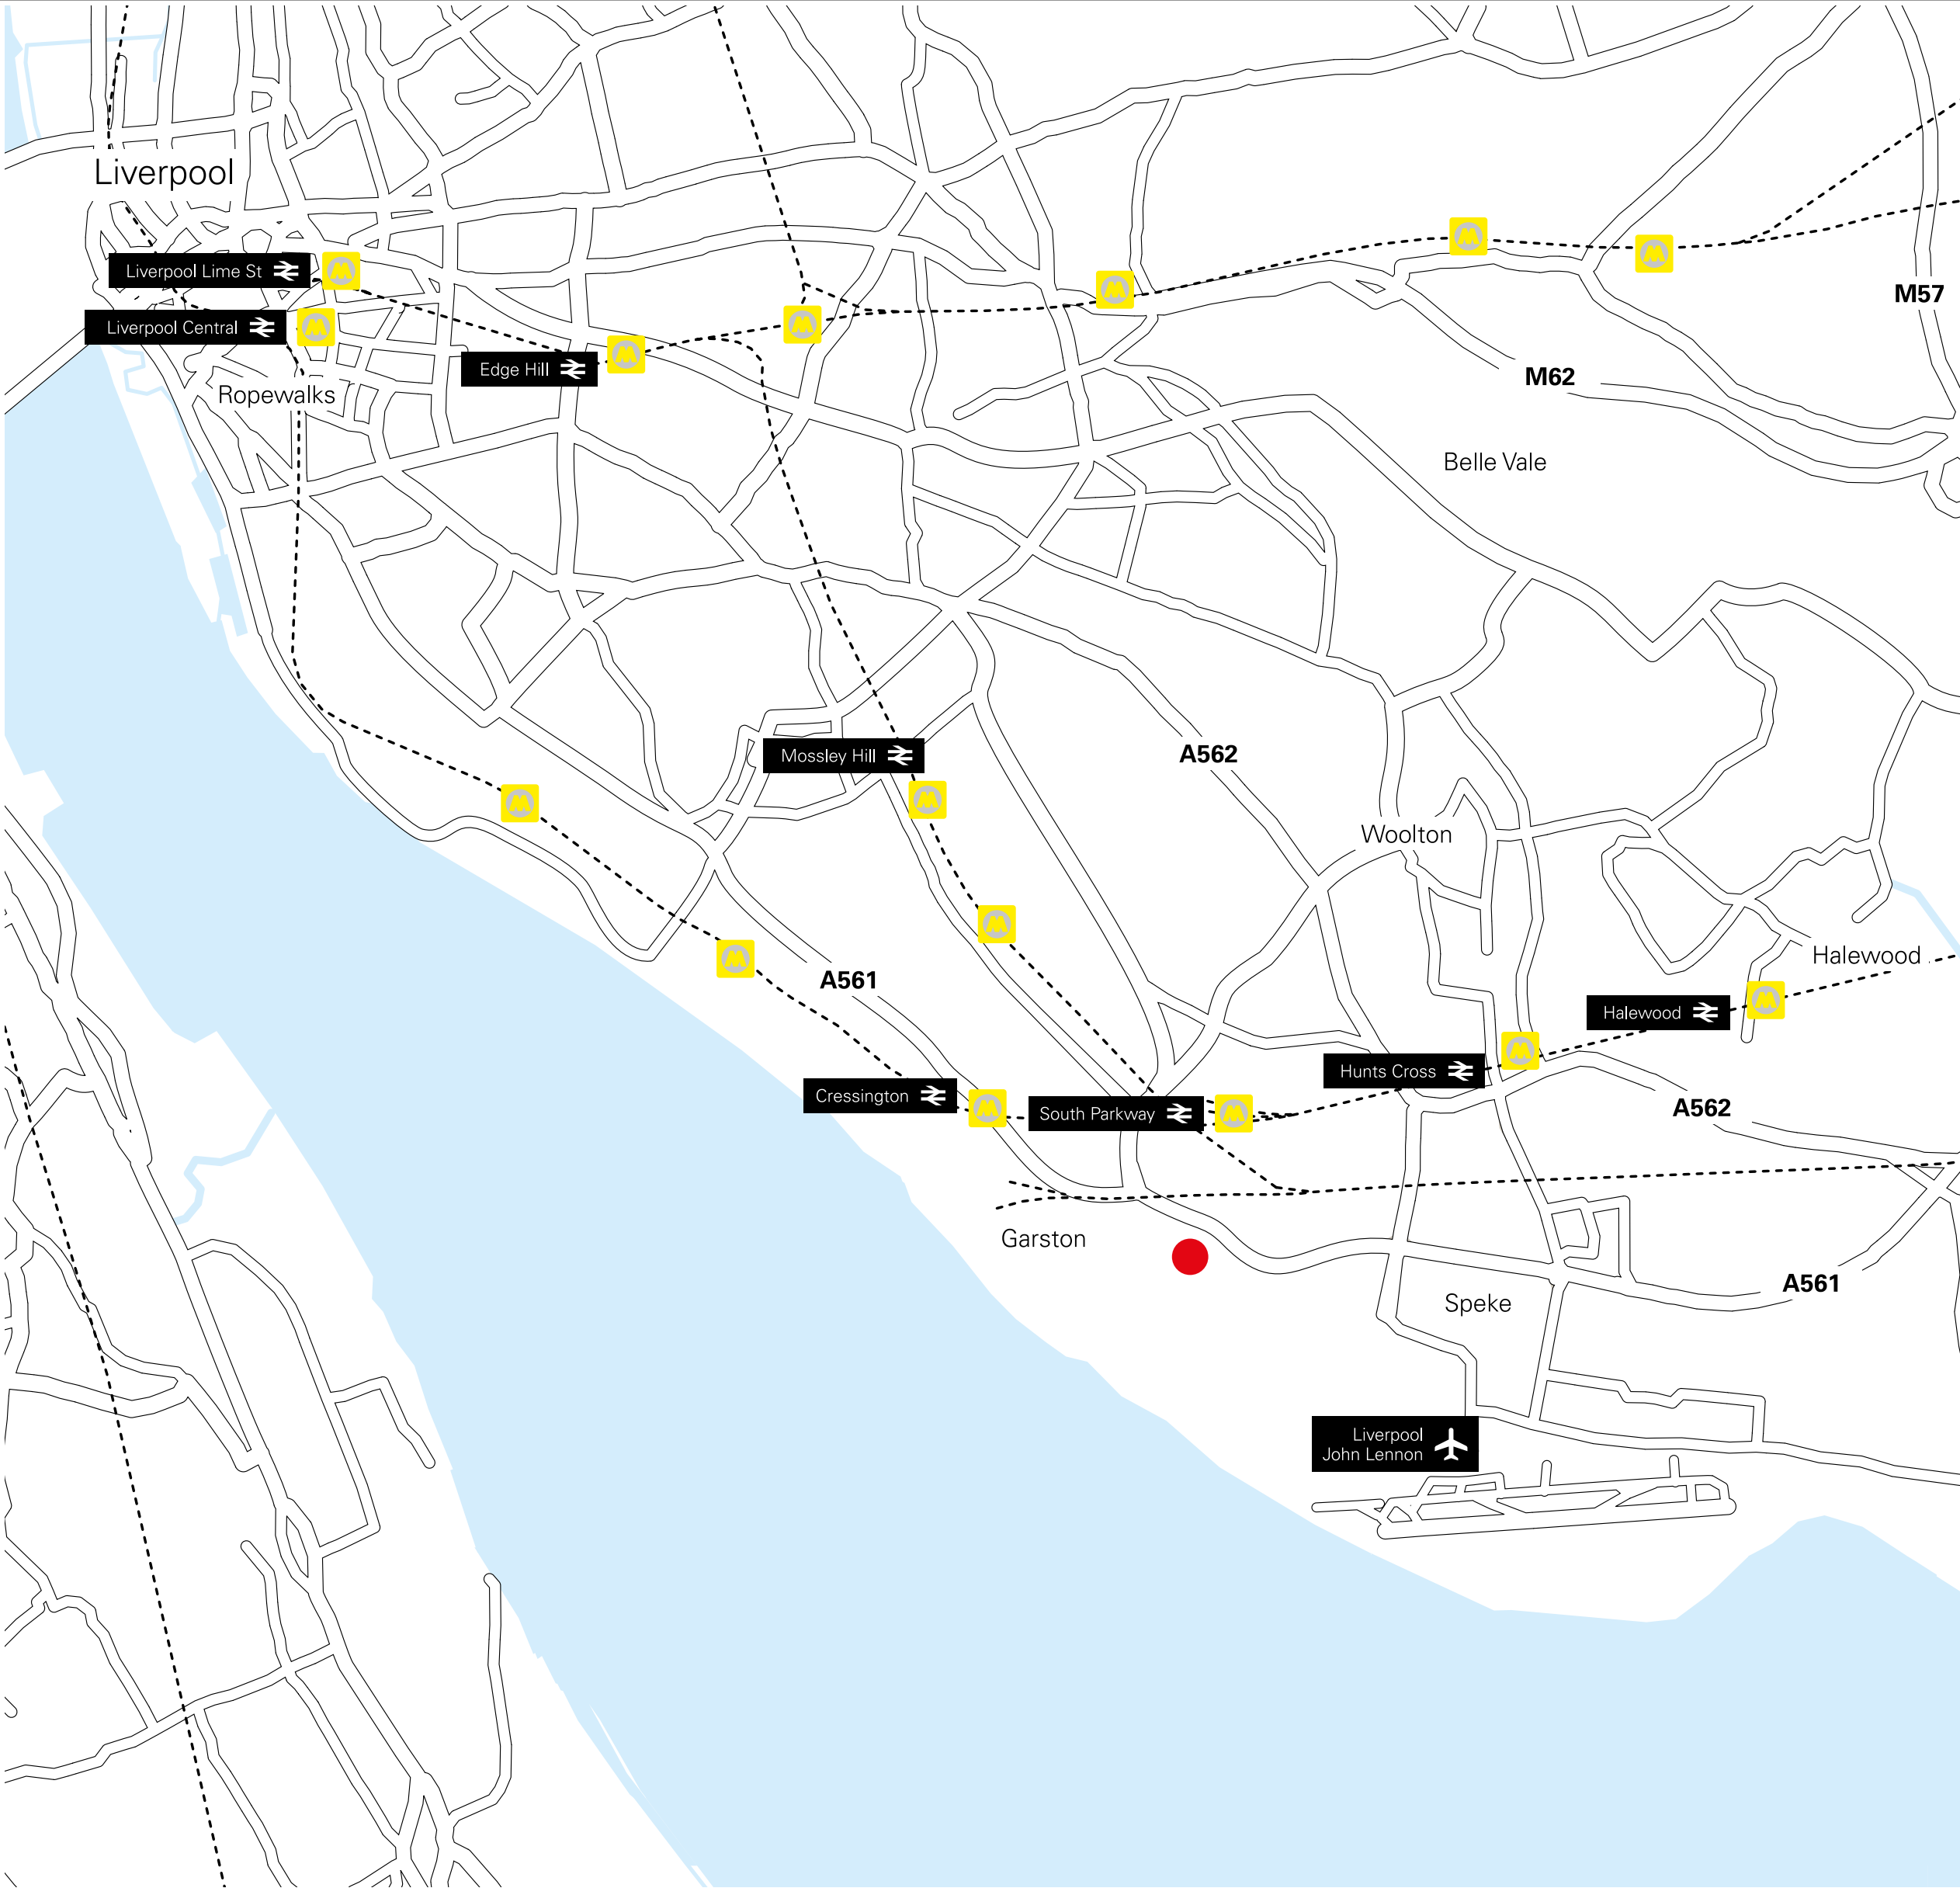 Liverpool
Liverpool Lime St
M57
Liverpool Central
Edge Hill
M62
Ropewalks
Belle Vale
Mossley Hill
A562
Woolton
Halewood
A561
Halewood
Hunts Cross
Cressington
South Parkway
A562
Garston
A561
Speke
Liverpool
John Lennon